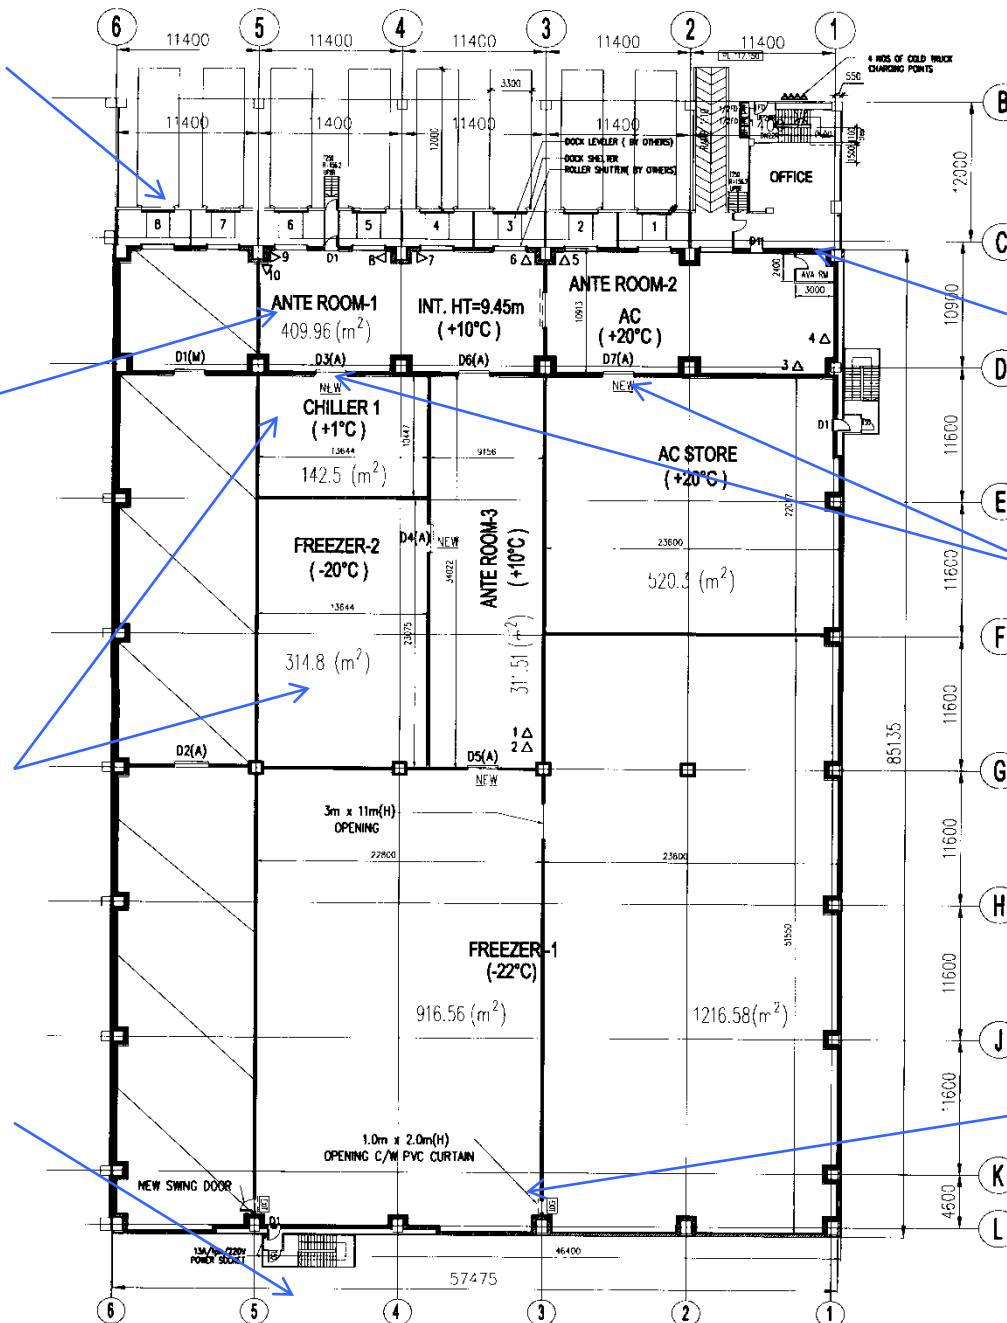 6 5 4 3 2 1
11400 11400 11400 11400 11400
4 NOS OF COLD TRUCK
CHARGING POINTS
550
B
3300
11400 11400 11400 11400
12000
DOCK LEVELER ( BY OTHERS)
DOCK SHELTER
ROLLER SHUTTER( BY OTHERS)
OFFICE
12000
8 7 6 5 4 3 2 1
D1
D1
C
9
10
8
7
6
5
2400
AVA RM
3000
ANTE ROOM-1
409.96 (m²)
INT. HT=9.45m
( +10°C )
ANTE ROOM-2
AC
( +20°C )
10913
10900
4
3
D1(M)
D3(A)
D6(A)
D7(A)
D
NEW
NEW
CHILLER 1
( +1°C )
13644
10447
142.5 (m²)
9156
AC STORE
( +20°C )
D1
11600
E
FREEZER-2
( -20°C )
D4(A)
NEW
ANTE ROOM-3
( +10°C )
34022
23600
520.3 (m²)
11600
13644
23075
314.8 (m²)
311.51 (m²)
F
11600
1
2
85135
D2(A)
D5(A)
NEW
G
3m x 11m(H)
OPENING
22800
23600
11600
H
FREEZER-1
(-22°C)
51550
916.56 (m²)
1216.58(m²)
11600
J
11600
1.0m x 2.0m(H)
OPENING C/W PVC CURTAIN
NEW SWING DOOR
K
4500
D1
L
POWER SOCKET
46400
57475
6 5 4 3 2 1